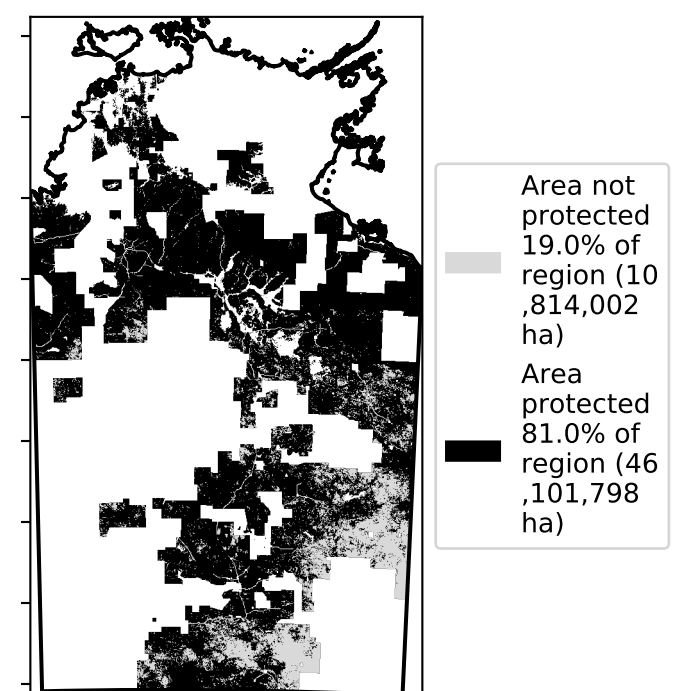 Area not
protected
19.0% of
region (10
,814,002
ha)
Area
protected
81.0% of
region (46
,101,798
ha)